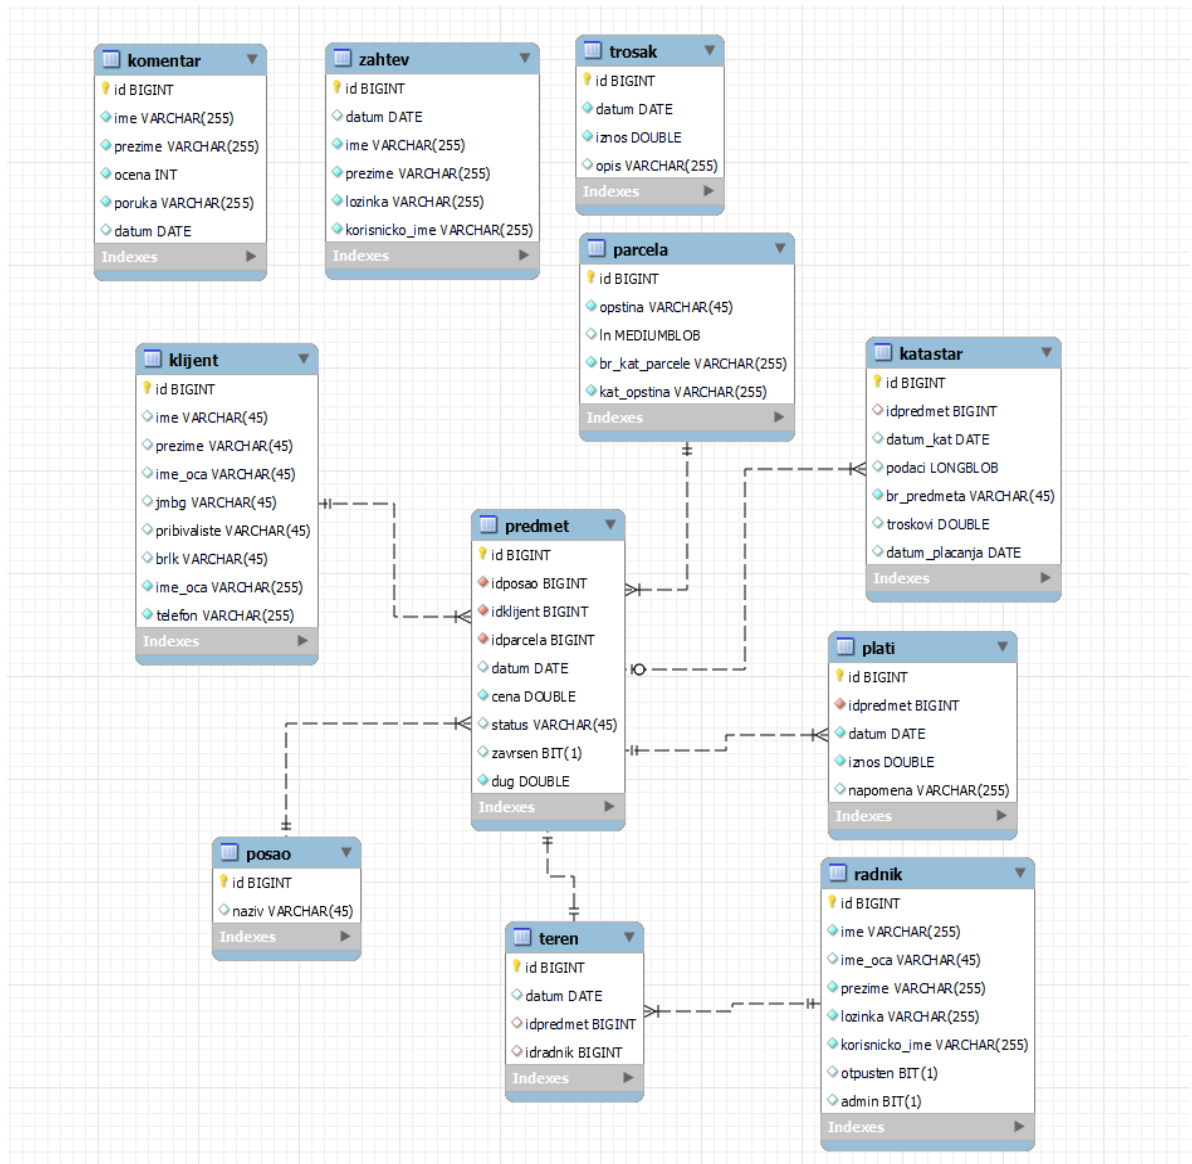 komentar
id BIGINT
ime VARCHAR(255)
prezime VARCHAR(255)
ocena INT
poruka VARCHAR(255)
datum DATE
Indexes
zahtev
id BIGINT
datum DATE
ime VARCHAR(255)
prezime VARCHAR(255)
lozinka VARCHAR(255)
korisnicko_ime VARCHAR(255)
Indexes
trosak
id BIGINT
datum DATE
iznos DOUBLE
opis VARCHAR(255)
Indexes
parcela
id BIGINT
opstina VARCHAR(45)
ln MEDIUMBLOB
br_kat_parcele VARCHAR(255)
kat_opstina VARCHAR(255)
Indexes
klijent
id BIGINT
ime VARCHAR(45)
prezime VARCHAR(45)
ime_oca VARCHAR(45)
jmbg VARCHAR(45)
pribivaliste VARCHAR(45)
brlk VARCHAR(45)
ime_oca VARCHAR(255)
telefon VARCHAR(255)
Indexes
katastar
id BIGINT
idpredmet BIGINT
datum_kat DATE
podaci LONGBLOB
br_predmeta VARCHAR(45)
troskovi DOUBLE
datum_placanja DATE
Indexes
predmet
id BIGINT
idposao BIGINT
idklijent BIGINT
idparcela BIGINT
datum DATE
cena DOUBLE
status VARCHAR(45)
zavrsen BIT(1)
dug DOUBLE
Indexes
plati
id BIGINT
idpredmet BIGINT
datum DATE
iznos DOUBLE
napomena VARCHAR(255)
Indexes
posao
id BIGINT
naziv VARCHAR(45)
Indexes
teren
id BIGINT
datum DATE
idpredmet BIGINT
idradnik BIGINT
Indexes
radnik
id BIGINT
ime VARCHAR(255)
ime_oca VARCHAR(45)
prezime VARCHAR(255)
lozinka VARCHAR(255)
korisnicko_ime VARCHAR(255)
otpusten BIT(1)
admin BIT(1)
Indexes